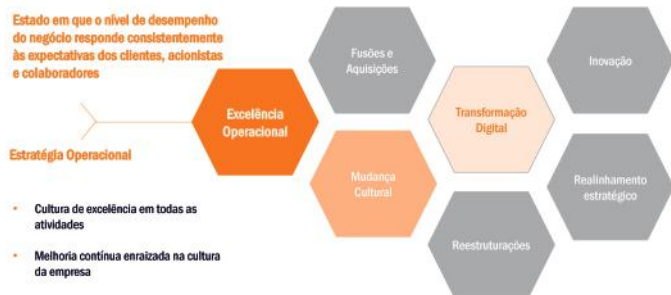 Estado em que o nível de desempenho
do negócio responde consistentemente
às expectativas dos clientes, acionistas
e colaboradores
Estratégia Operacional
• Cultura de excelência em todas as
atividades
• Melhoria contínua enraizada na cultura
da empresa
Excelência
Operacional
Fusões e
Aquisições
Mudança
Cultural
Transformação
Digital
Reestruturações
Inovação
Realinhamento
estratégico